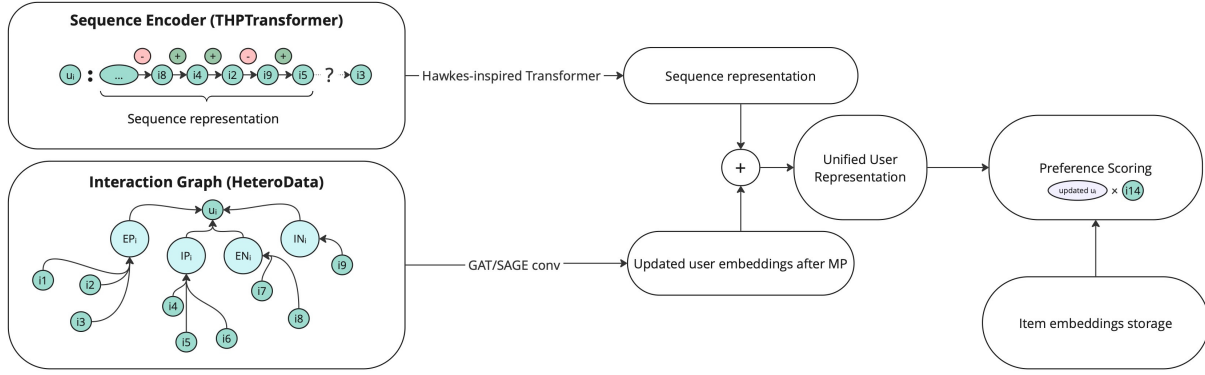 Sequence Encoder (THPTransformer)
- + + - +
uᵢ : ... i8 i4 i2 i9 i5 ? i3
Sequence representation
Hawkes-inspired Transformer
Sequence representation
Interaction Graph (HeteroData)
uᵢ
EPᵢ
IPᵢ
ENᵢ
INᵢ
i1
i2
i3
i4
i5
i6
i7
i8
i9
GAT/SAGE conv
Updated user embeddings after MP
+
Unified User
Representation
Preference Scoring
updated uᵢ × i14
Item embeddings storage